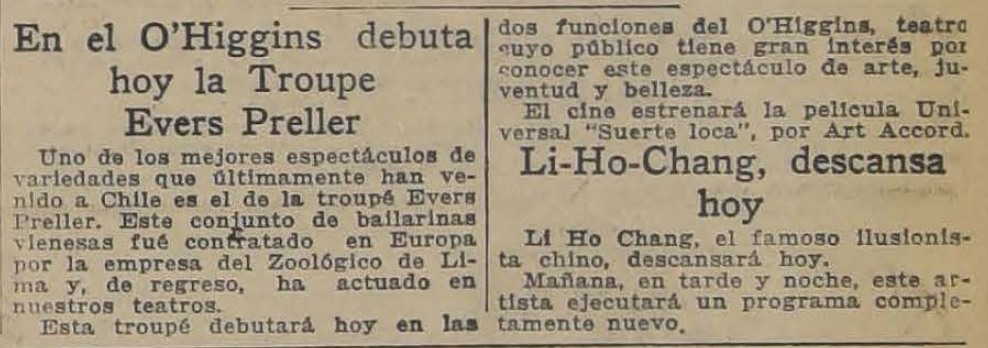 En el O'Higgins debuta
hoy la Troupe
Evers Preller
Uno de los mejores espectáculos de
variedades que últimamente han ve-
nido a Chile es el de la troupé Evers
Preller. Este conjunto de bailarinas
vienesas fué contratado en Europa
por la empresa del Zoológico de Li-
ma y, de regreso, ha actuado en
nuestros teatros.
Esta troupé debutará hoy en las
dos funciones del O'Higgins, teatro
cuyo público tiene gran interés por
conocer este espectáculo de arte, ju-
ventud y belleza.
El cine estrenará la película Uni-
versal "Suerte loca", por Art Accord.
Li-Ho-Chang, descansa
hoy
Li Ho Chang, el famoso ilusionis-
ta chino, descansará hoy.
Mañana, en tarde y noche, este ar-
tista ejecutará un programa comple-
tamente nuevo.